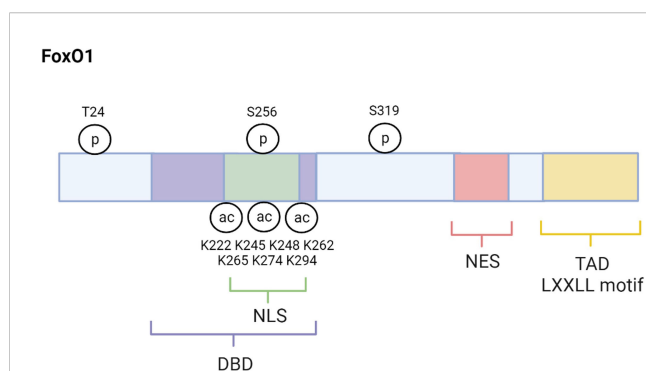 FoxO1
T24 S256 S319
p p p
ac ac ac
K222 K245 K248 K262
K265 K274 K294
NES TAD
LXXLL motif
NLS
DBD